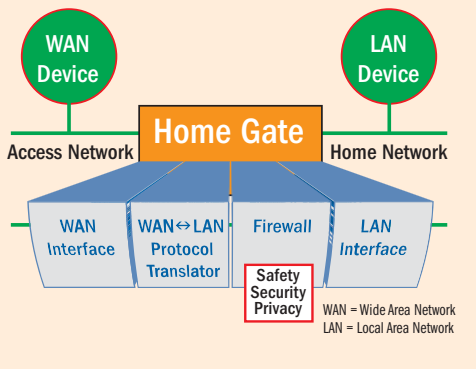 WAN
Device
LAN
Device
Home Gate
Access Network
Home Network
WAN
Interface
WAN↔LAN
Protocol
Translator
Firewall
LAN
Interface
Safety
Security
Privacy
WAN = Wide Area Network
LAN = Local Area Network